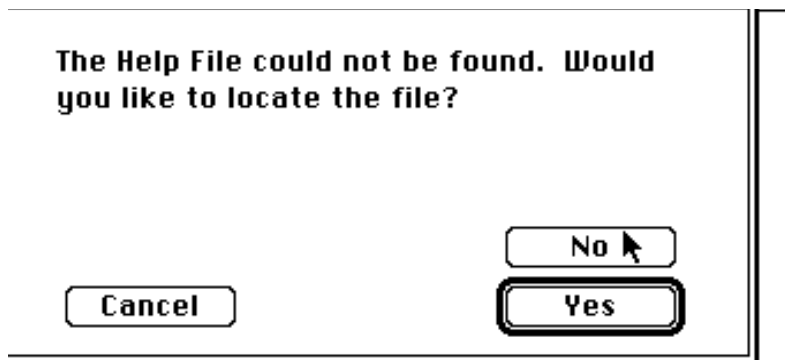 The Help File could not be found.  Would
you like to locate the file?
No
Cancel
Yes